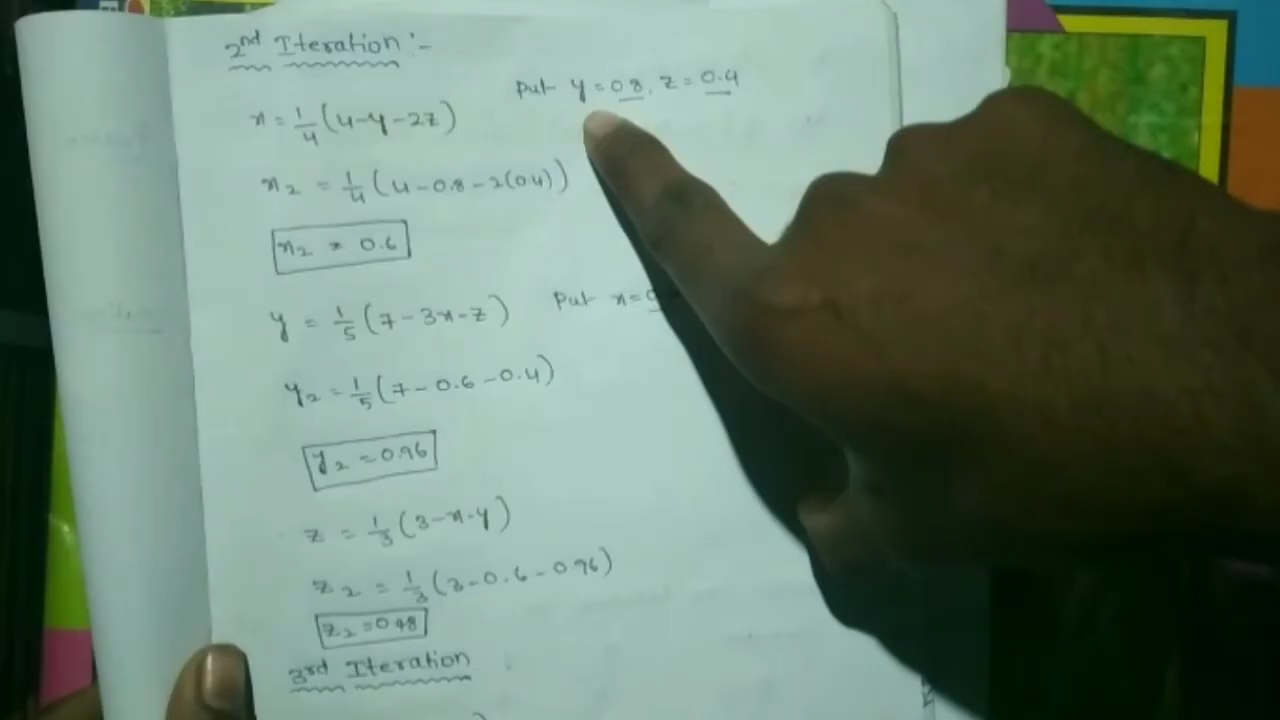 2nd Iteration :-
Put y = 0.8, z = 0.4
x = 1/4 (4-y-2z)
x2 = 1/4 (4-0.8-2(0.4))
x2 = 0.6
y = 1/5 (7-3x-z) Put x=0
y2 = 1/5 (7-0.6-0.4)
y2 = 0.96
z = 1/3 (3-x-y)
z2 = 1/3 (3-0.6-0.96)
z2 = 0.48
3rd Iteration